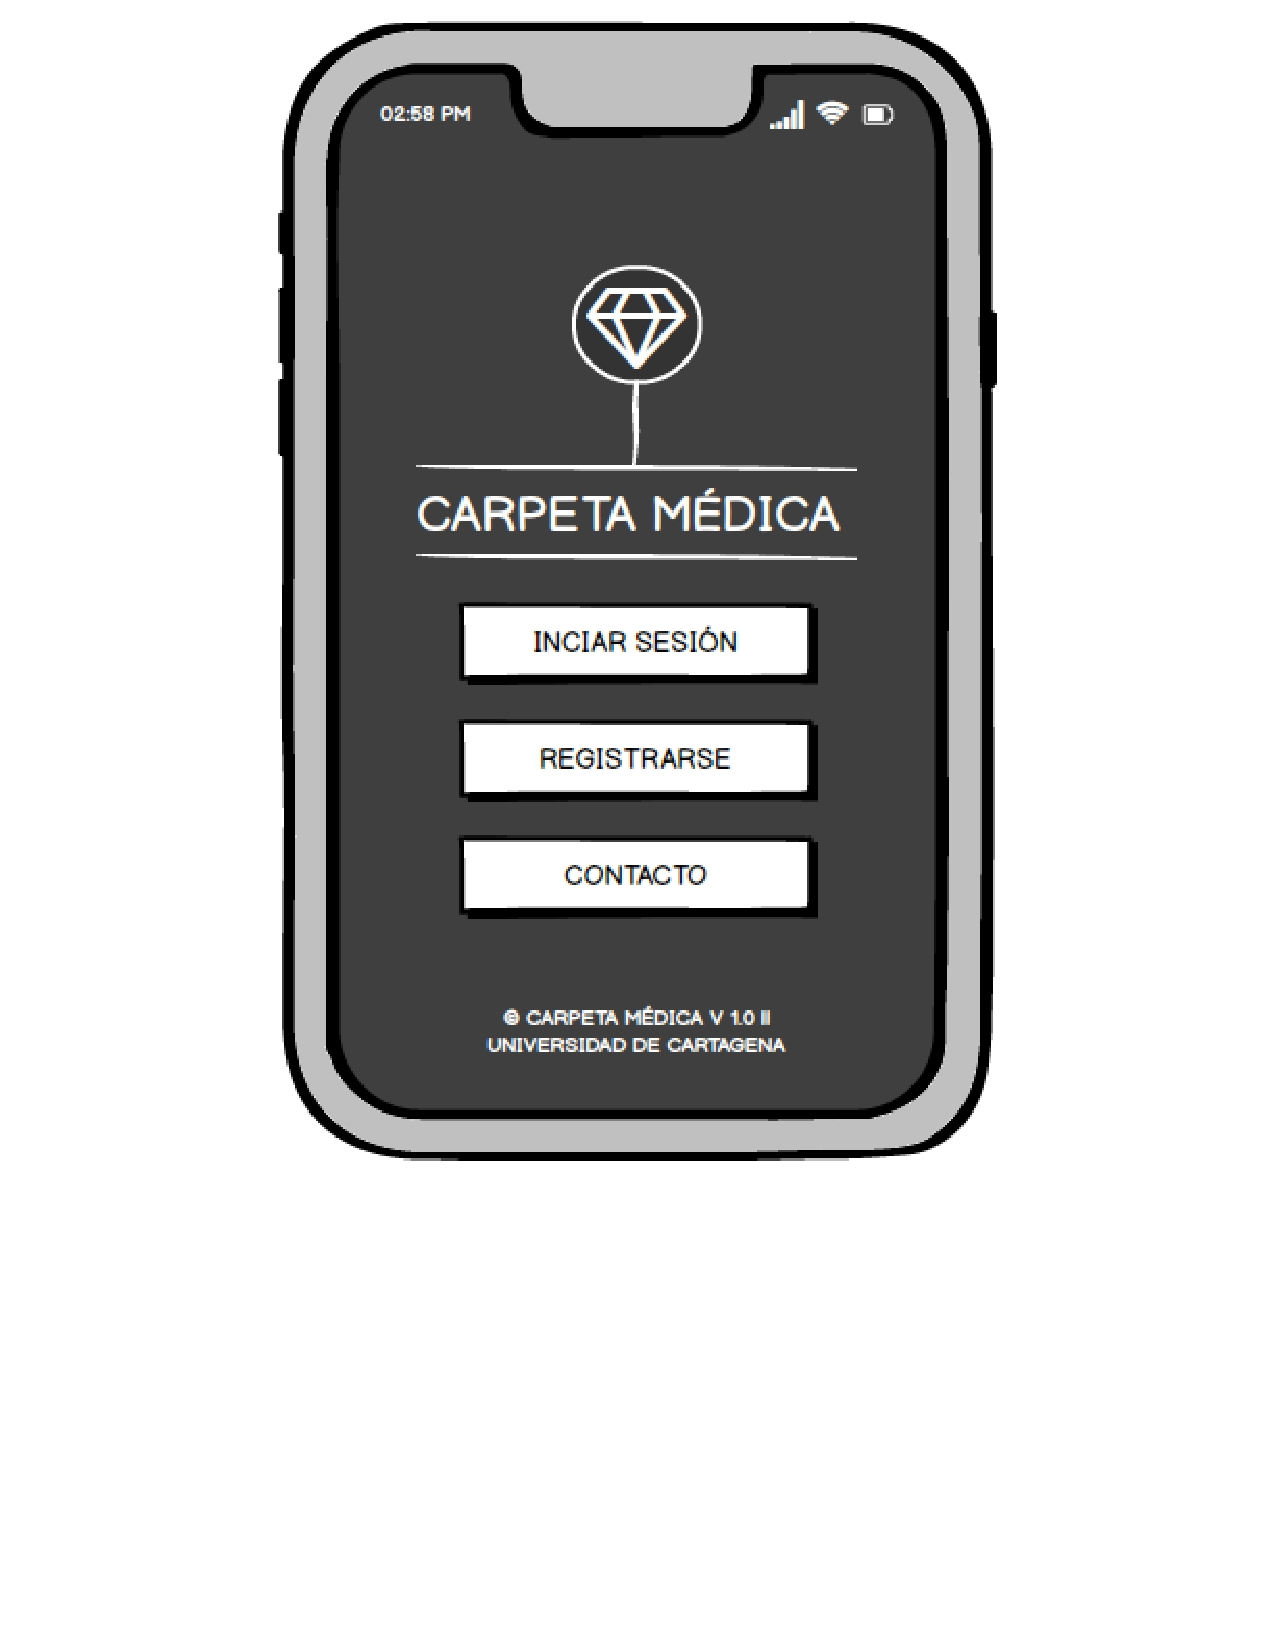 02:58 PM
CARPETA MÉDICA
INCIAR SESIÓN
REGISTRARSE
CONTACTO
© CARPETA MÉDICA V 1.0 II
UNIVERSIDAD DE CARTAGENA